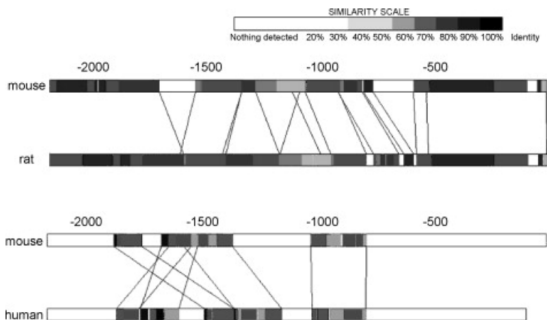 SIMILARITY SCALE
Nothing detected 20% 30% 40% 50% 60% 70% 80% 90% 100% Identity
-2000 -1500 -1000 -500
mouse
rat
-2000 -1500 -1000 -500
mouse
human